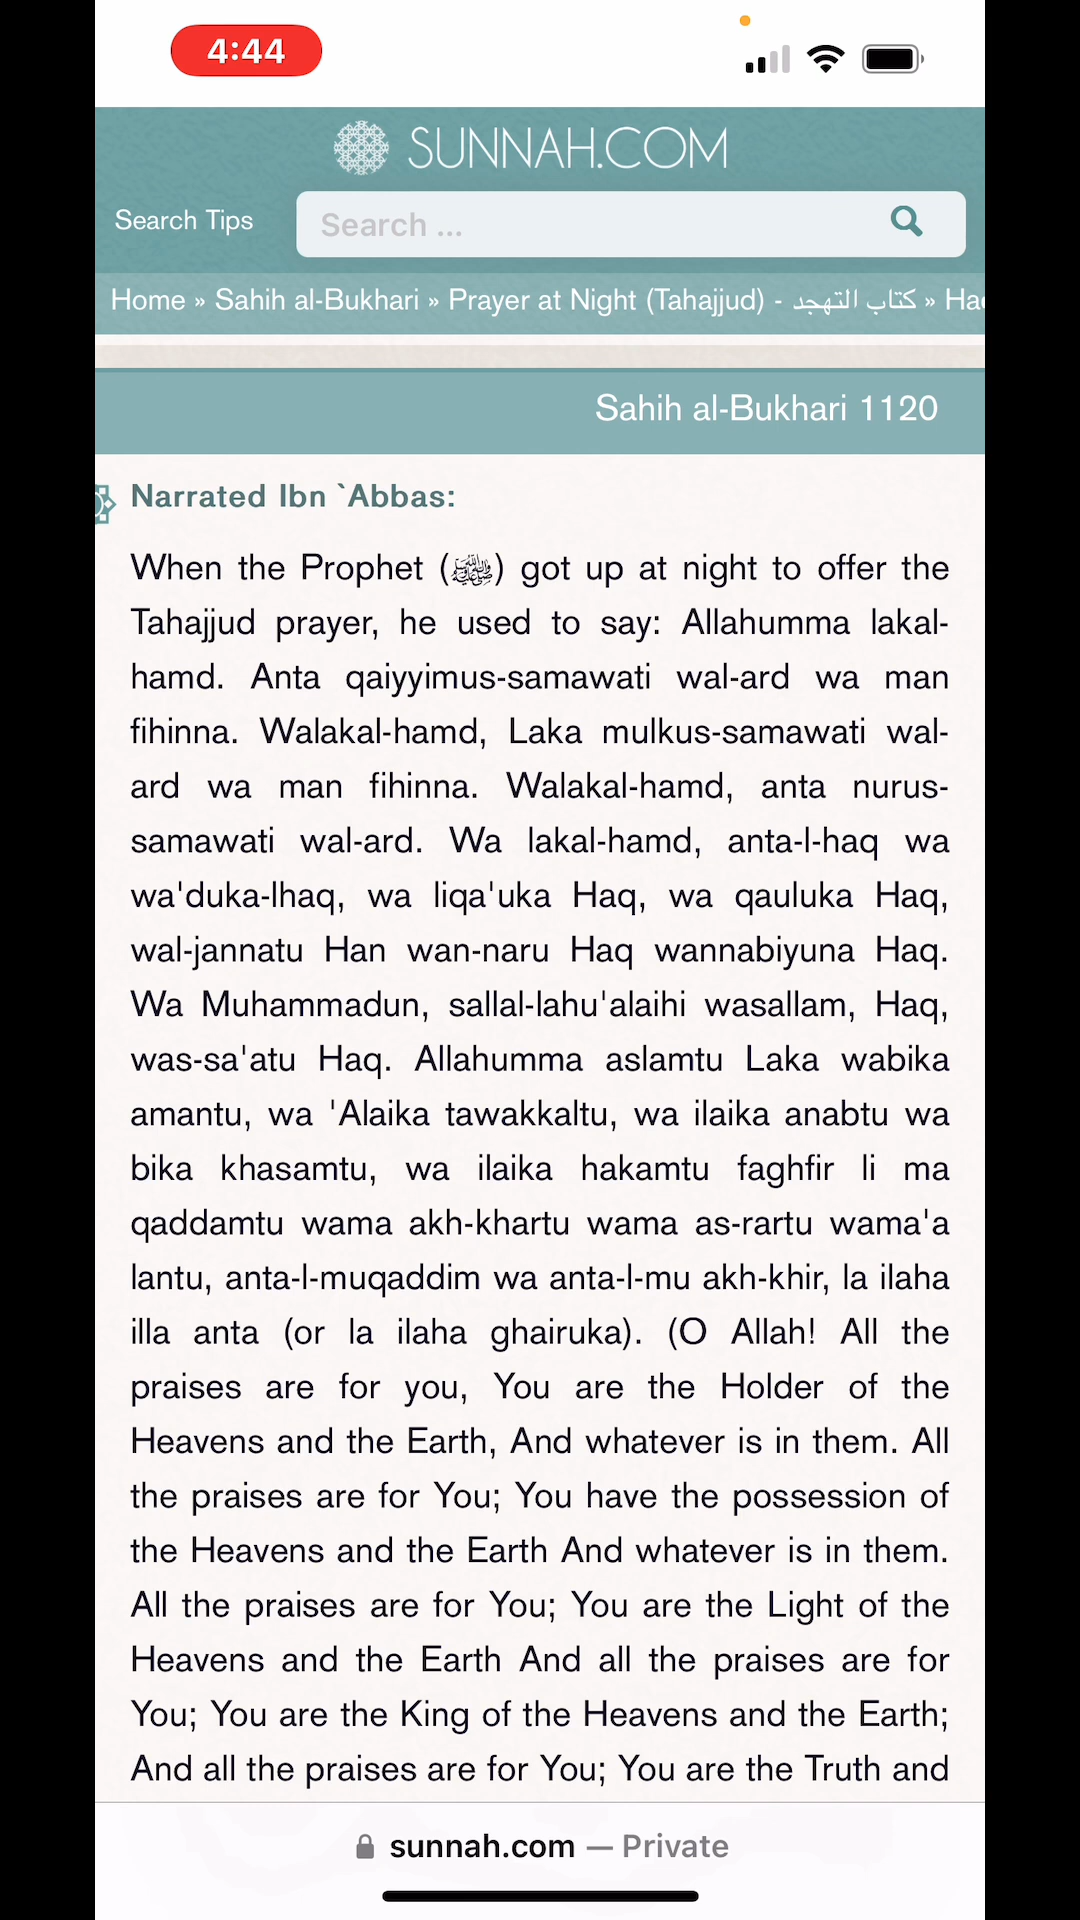 4:44
SUNNAH.COM
Search Tips
Search ...
Home » Sahih al-Bukhari » Prayer at Night (Tahajjud) - كتاب التهجد » Ha
Sahih al-Bukhari 1120
Narrated Ibn `Abbas:
When the Prophet (ﷺ) got up at night to offer the
Tahajjud prayer, he used to say: Allahumma lakal-
hamd. Anta qaiyyimus-samawati wal-ard wa man
fihinna. Walakal-hamd, Laka mulkus-samawati wal-
ard wa man fihinna. Walakal-hamd, anta nurus-
samawati wal-ard. Wa lakal-hamd, anta-l-haq wa
wa'duka-lhaq, wa liqa'uka Haq, wa qauluka Haq,
wal-jannatu Han wan-naru Haq wannabiyuna Haq.
Wa Muhammadun, sallal-lahu'alaihi wasallam, Haq,
was-sa'atu Haq. Allahumma aslamtu Laka wabika
amantu, wa 'Alaika tawakkaltu, wa ilaika anabtu wa
bika khasamtu, wa ilaika hakamtu faghfir li ma
qaddamtu wama akh-khartu wama as-rartu wama'a
lantu, anta-l-muqaddim wa anta-l-mu akh-khir, la ilaha
illa anta (or la ilaha ghairuka). (O Allah! All the
praises are for you, You are the Holder of the
Heavens and the Earth, And whatever is in them. All
the praises are for You; You have the possession of
the Heavens and the Earth And whatever is in them.
All the praises are for You; You are the Light of the
Heavens and the Earth And all the praises are for
You; You are the King of the Heavens and the Earth;
And all the praises are for You; You are the Truth and
sunnah.com — Private